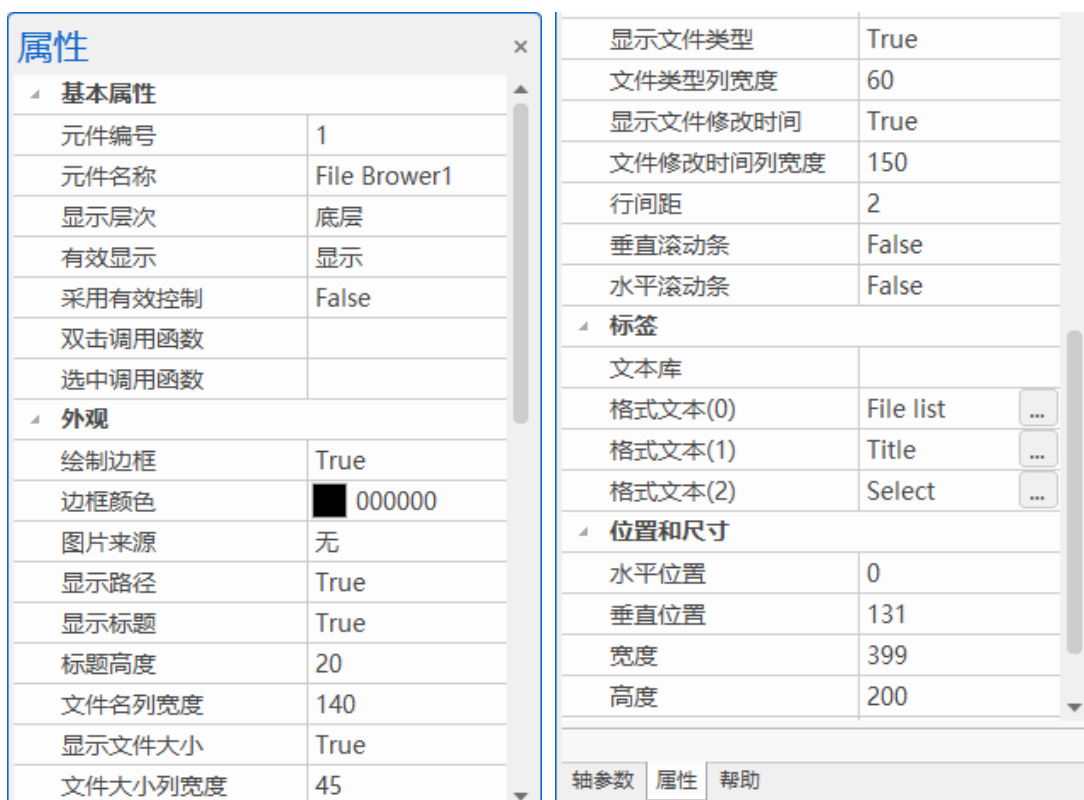 属性 ×
基本属性
元件编号 1
元件名称 File Brower1
显示层次 底层
有效显示 显示
采用有效控制 False
双击调用函数
选中调用函数
外观
绘制边框 True
边框颜色 000000
图片来源 无
显示路径 True
显示标题 True
标题高度 20
文件名列宽度 140
显示文件大小 True
文件大小列宽度 45
显示文件类型 True
文件类型列宽度 60
显示文件修改时间 True
文件修改时间列宽度 150
行间距 2
垂直滚动条 False
水平滚动条 False
标签
文本库
格式文本(0) File list ...
格式文本(1) Title ...
格式文本(2) Select ...
位置和尺寸
水平位置 0
垂直位置 131
宽度 399
高度 200
轴参数 属性 帮助